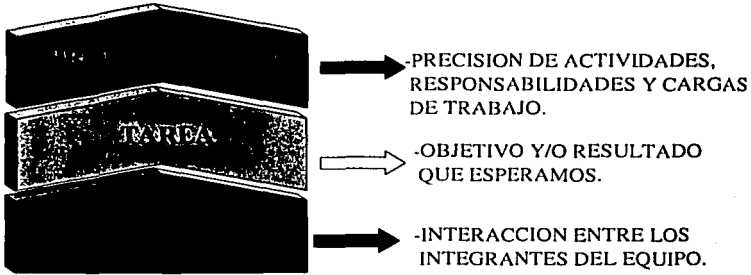 -PRECISION DE ACTIVIDADES,
RESPONSABILIDADES Y CARGAS
DE TRABAJO.
TAREA
-OBJETIVO Y/O RESULTADO
QUE ESPERAMOS.
-INTERACCION ENTRE LOS
INTEGRANTES DEL EQUIPO.